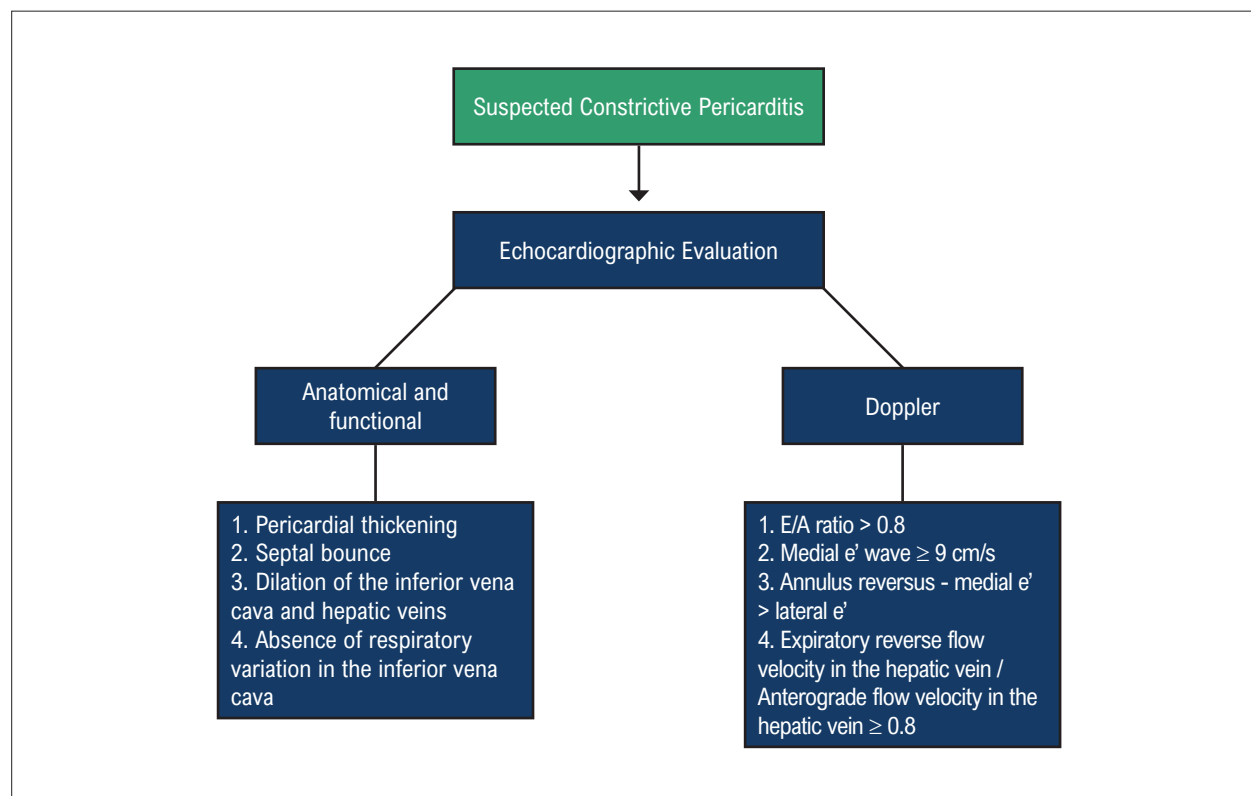 Suspected Constrictive Pericarditis
Echocardiographic Evaluation
Anatomical and
functional
Doppler
1. Pericardial thickening
2. Septal bounce
3. Dilation of the inferior vena
cava and hepatic veins
4. Absence of respiratory
variation in the inferior vena
cava
1. E/A ratio > 0.8
2. Medial e’ wave ≥ 9 cm/s
3. Annulus reversus - medial e’
> lateral e’
4. Expiratory reverse flow
velocity in the hepatic vein /
Anterograde flow velocity in the
hepatic vein ≥ 0.8